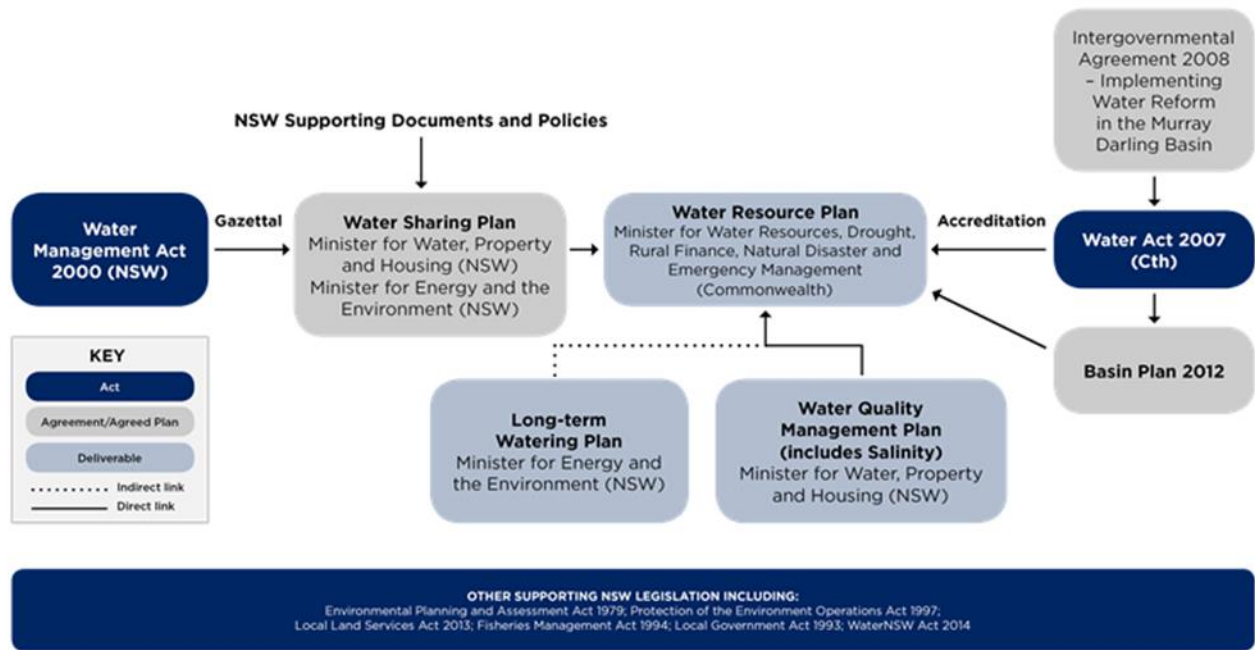 Intergovernmental
Agreement 2008
– Implementing
Water Reform
in the Murray
Darling Basin
NSW Supporting Documents and Policies
Water
Management Act
2000 (NSW)
Gazettal
Water Sharing Plan
Minister for Water, Property
and Housing (NSW)
Minister for Energy and the
Environment (NSW)
Water Resource Plan
Minister for Water Resources, Drought,
Rural Finance, Natural Disaster and
Emergency Management
(Commonwealth)
Accreditation
Water Act 2007
(Cth)
Basin Plan 2012
KEY
Act
Agreement/Agreed Plan
Deliverable
Indirect link
Direct link
Long-term
Watering Plan
Minister for Energy and
the Environment (NSW)
Water Quality
Management Plan
(includes Salinity)
Minister for Water, Property
and Housing (NSW)
OTHER SUPPORTING NSW LEGISLATION INCLUDING:
Environmental Planning and Assessment Act 1979; Protection of the Environment Operations Act 1997;
Local Land Services Act 2013; Fisheries Management Act 1994; Local Government Act 1993; WaterNSW Act 2014